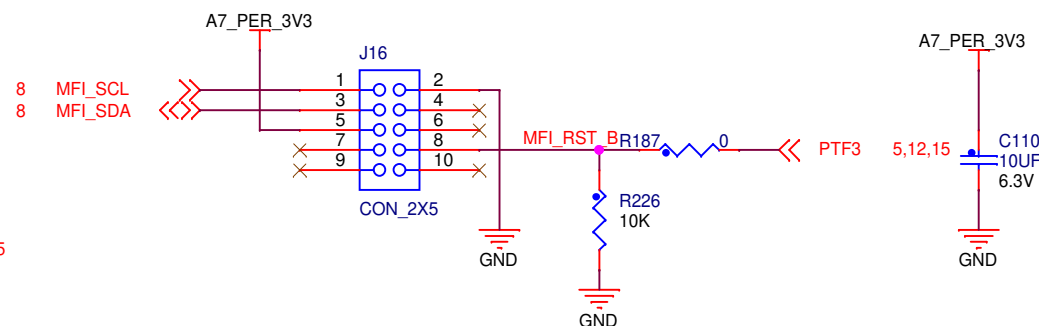 A7_PER_3V3
J16
A7_PER_3V3
8 MFI_SCL 1 2
8 MFI_SDA 3 4
5 6
7 8 MFI_RST_B R187 0 PTF3 5,12,15
9 10
C110
10UF
6.3V
CON_2X5
R226
10K
5
GND
GND
GND